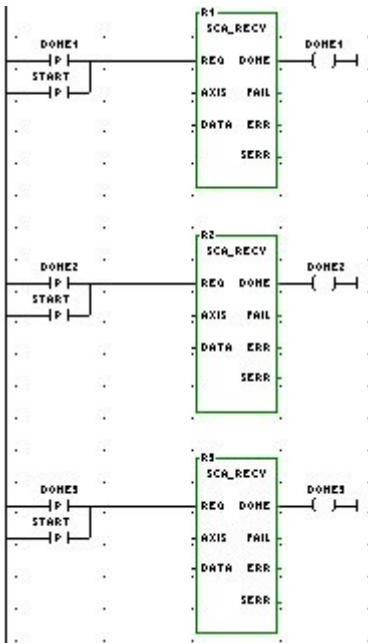 R1
SCA_RECV
DONE1 DONE1
P REQ DONE ( )
START
P AXIS FAIL
DATA ERR
SERR
R2
SCA_RECV
DONE2 DONE2
P REQ DONE ( )
START
P AXIS FAIL
DATA ERR
SERR
R3
SCA_RECV
DONE3 DONE3
P REQ DONE ( )
START
P AXIS FAIL
DATA ERR
SERR